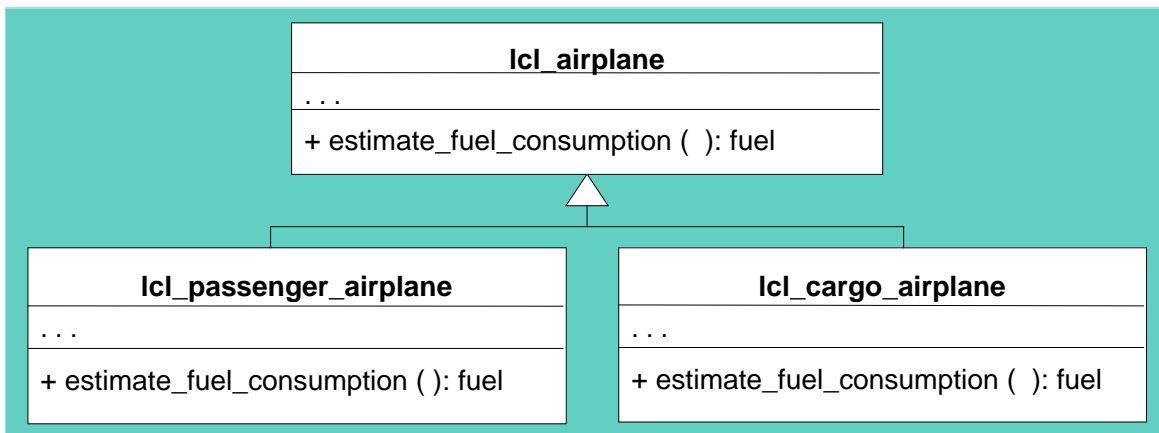 lcl_airplane
. . .
+ estimate_fuel_consumption (  ): fuel
lcl_passenger_airplane
. . .
+ estimate_fuel_consumption ( ): fuel
lcl_cargo_airplane
. . .
+ estimate_fuel_consumption (  ): fuel